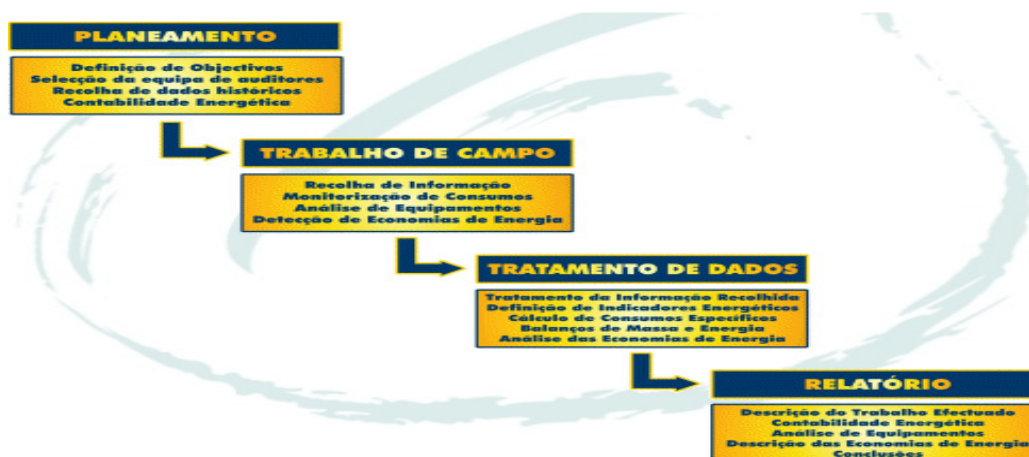 PLANEAMENTO
Definição de Objectivos
Selecção da equipa de auditores
Recolha de dados históricos
Contabilidade Energética
TRABALHO DE CAMPO
Recolha de Informação
Monitorização de Consumos
Análise de Equipamentos
Detecção de Economias de Energia
TRATAMENTO DE DADOS
Tratamento da Informação Recolhida
Definição de Indicadores Energéticos
Cálculo de Consumos Específicos
Balanços de Massa e Energia
Análise das Economias de Energia
RELATÓRIO
Descrição do Trabalho Efectuado
Contabilidade Energética
Análise de Equipamentos
Descrição das Economias de Energia
Conclusões